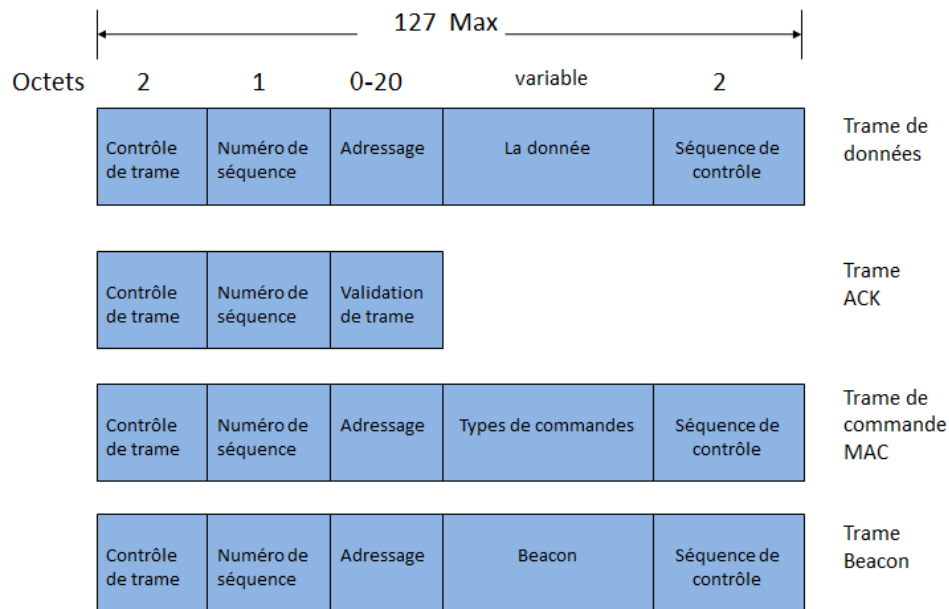 127 Max
Octets 2 1 0-20 variable 2
Contrôle de trame
Numéro de séquence
Adressage
La donnée
Séquence de contrôle
Trame de données
Contrôle de trame
Numéro de séquence
Validation de trame
Trame ACK
Contrôle de trame
Numéro de séquence
Adressage
Types de commandes
Séquence de contrôle
Trame de commande MAC
Contrôle de trame
Numéro de séquence
Adressage
Beacon
Séquence de contrôle
Trame Beacon